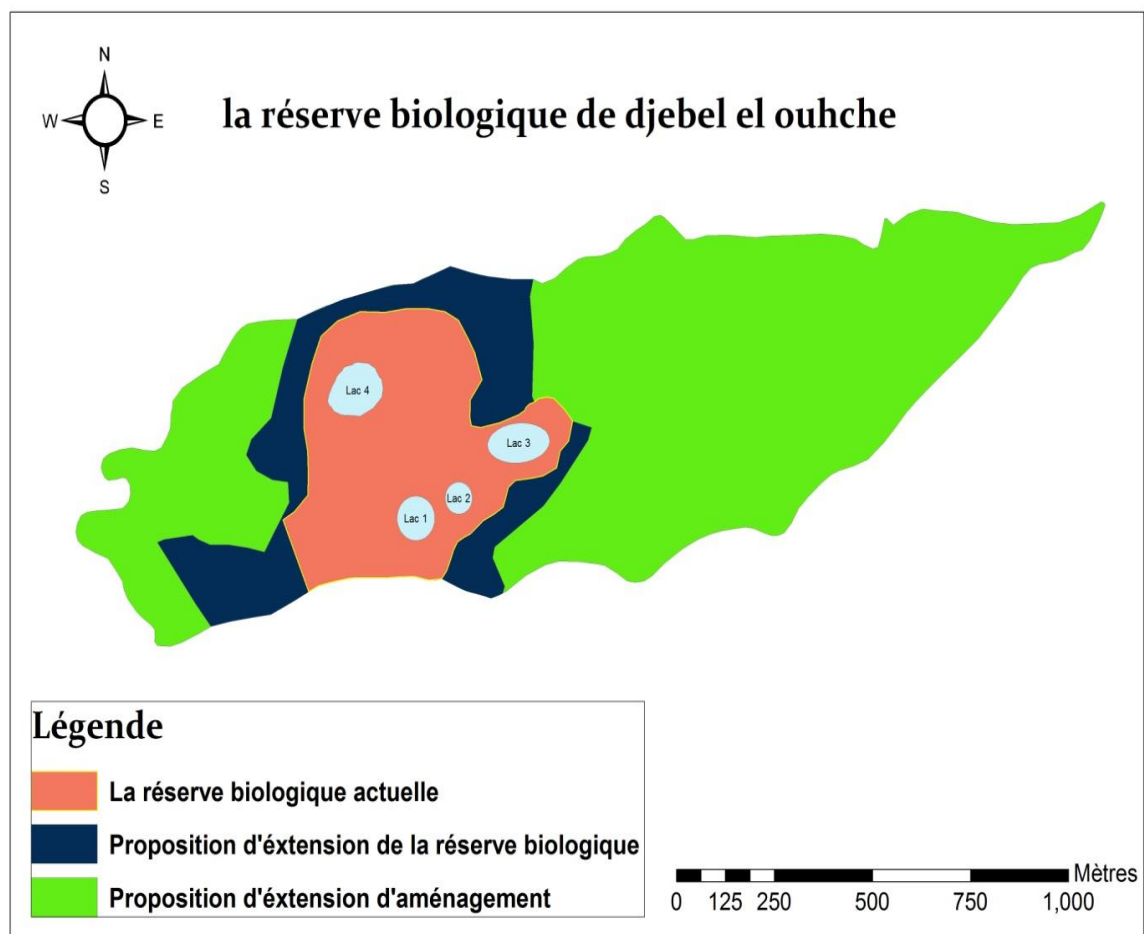 N
W E
S
la réserve biologique de djebel el ouhche
Lac 4
Lac 3
Lac 2
Lac 1
Légende
La réserve biologique actuelle
Proposition d'éxtension de la réserve biologique
Proposition d'éxtension d'aménagement
Mètres
0 125 250 500 750 1,000